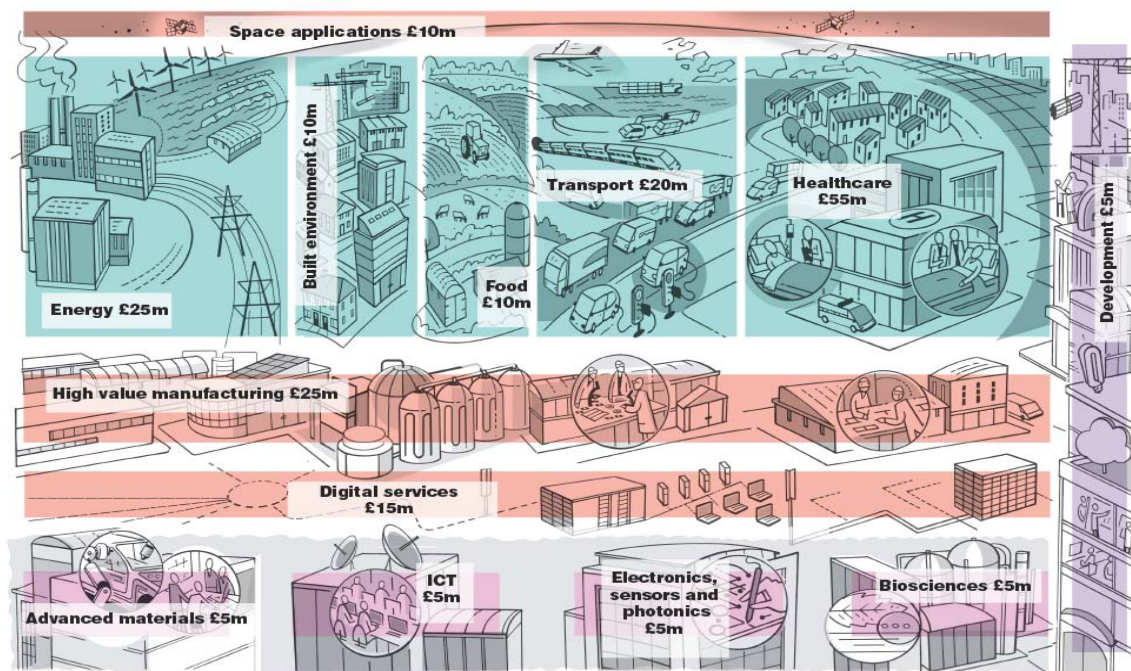 Space applications £10m
Energy £25m
Built environment £10m
Food
£10m
Transport £20m
Healthcare
£55m
Development £5m
High value manufacturing £25m
Digital services
£15m
Advanced materials £5m
ICT
£5m
Electronics,
sensors and
photonics
£5m
Biosciences £5m
H